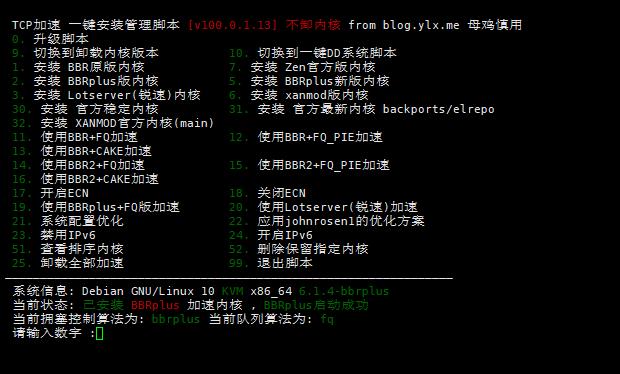 TCP加速 一键安装管理脚本 [v100.0.1.13] 不卸内核 from blog.ylx.me 母鸡慎用
0. 升级脚本
9. 切换到卸载内核版本 10. 切换到一键DD系统脚本
1. 安装 BBR原版内核 7. 安装 Zen官方版内核
2. 安装 BBRplus版内核 5. 安装 BBRplus新版内核
3. 安装 Lotserver(锐速)内核 6. 安装 xanmod版内核
30. 安装 官方稳定内核 31. 安装 官方最新内核 backports/elrepo
32. 安装 XANMOD官方内核(main)
11. 使用BBR+FQ加速 12. 使用BBR+FQ_PIE加速
13. 使用BBR+CAKE加速
14. 使用BBR2+FQ加速 15. 使用BBR2+FQ_PIE加速
16. 使用BBR2+CAKE加速
17. 开启ECN 18. 关闭ECN
19. 使用BBRplus+FQ版加速 20. 使用Lotserver(锐速)加速
21. 系统配置优化 22. 应用johnrosen1的优化方案
23. 禁用IPv6 24. 开启IPv6
51. 查看排序内核 52. 删除保留指定内核
25. 卸载全部加速 99. 退出脚本
系统信息: Debian GNU/Linux 10 KVM x86_64 6.1.4-bbrplus
当前状态: 已安装 BBRplus 加速内核 , BBRplus启动成功
当前拥塞控制算法为: bbrplus 当前队列算法为: fq
请输入数字 :